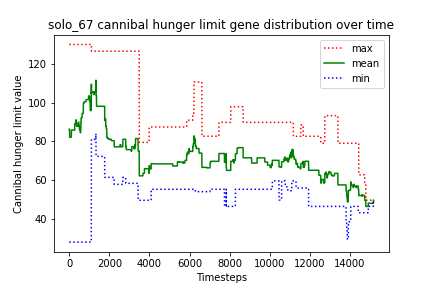 solo_67 cannibal hunger limit gene distribution over time
max
mean
min
Cannibal hunger limit value
120
100
80
60
40
0
2000
4000
6000
8000
10000
12000
14000
Timesteps